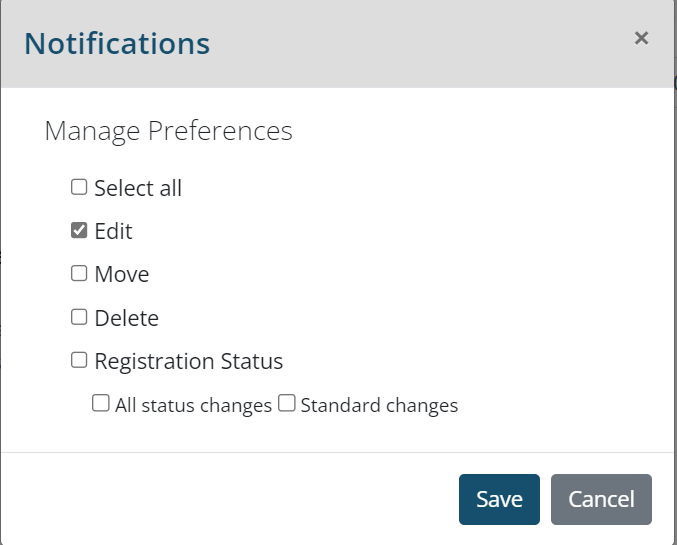 Notifications ×
Manage Preferences
Select all
Edit
Move
Delete
Registration Status
All status changes Standard changes
Save Cancel